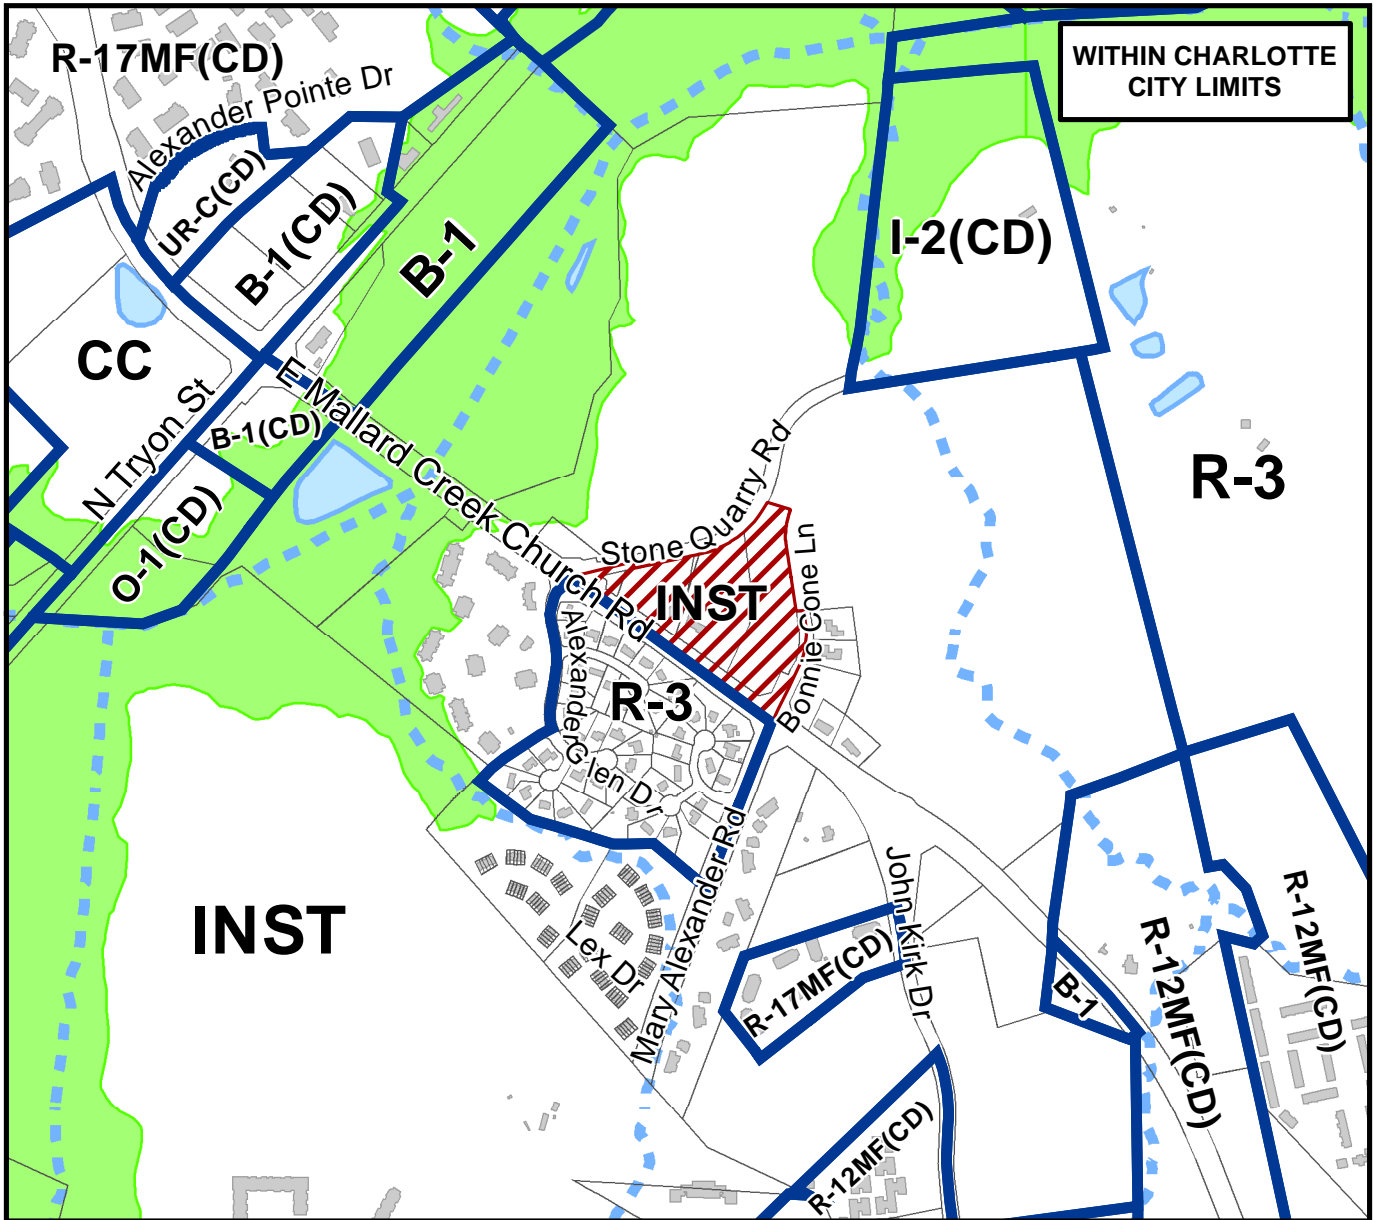 R-17MF(CD)
WITHIN CHARLOTTE
CITY LIMITS
Alexander Pointe Dr
UR-C(CD)
B-1(CD)
B-1
I-2(CD)
CC
E Mallard Creek Church Rd
N Tryon St
B-1(CD)
O-1(CD)
Stone Quarry Rd
R-3
INST
Bonnie Cone Ln
Alexander Glen Dr
R-3
INST
Lex Dr
Mary Alexander Rd
John Kirk Dr
R-17MF(CD)
B-1
R-12MF(CD)
R-12MF(CD)
R-12MF(CD)